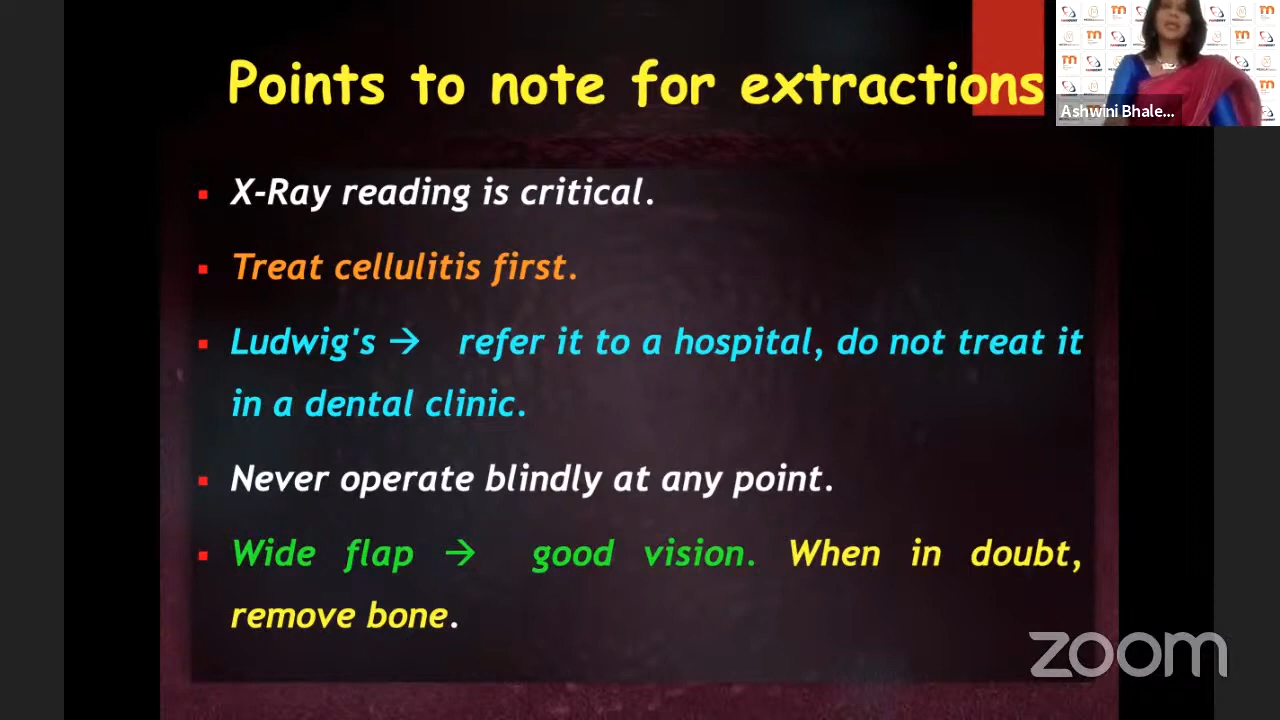 Points to note for extractions
Ashwini Bhale...
▪ X-Ray reading is critical.
▪ Treat cellulitis first.
▪ Ludwig's → refer it to a hospital, do not treat it
in a dental clinic.
▪ Never operate blindly at any point.
▪ Wide flap → good vision. When in doubt,
remove bone.
zoom